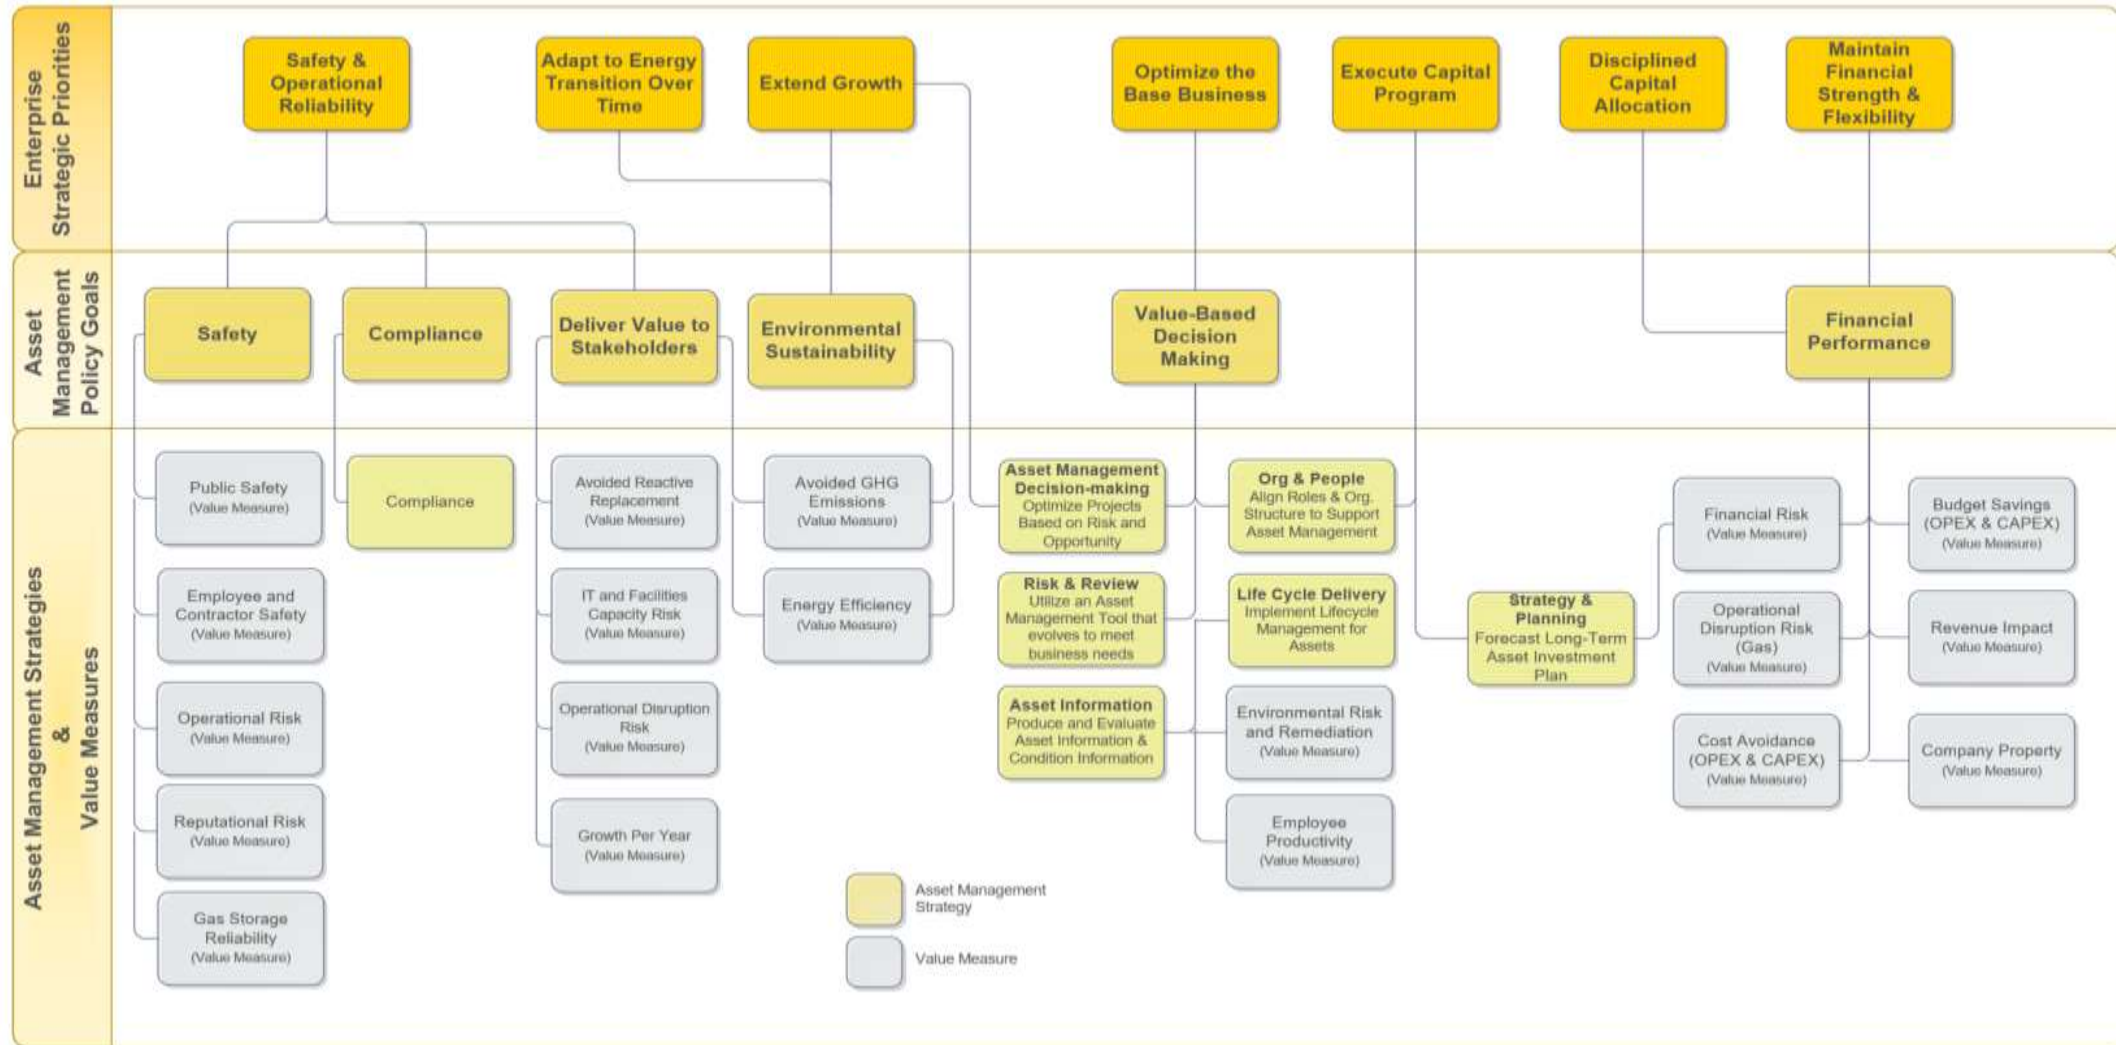 Enterprise
Strategic Priorities
Safety &
Operational
Reliability
Adapt to Energy
Transition Over
Time
Extend Growth
Optimize the
Base Business
Execute Capital
Program
Disciplined
Capital
Allocation
Maintain
Financial
Strength &
Flexibility
Asset
Management
Policy Goals
Safety
Compliance
Deliver Value to
Stakeholders
Environmental
Sustainability
Value-Based
Decision
Making
Financial
Performance
Asset Management Strategies
&
Value Measures
Public Safety
(Value Measure)
Employee and
Contractor Safety
(Value Measure)
Operational Risk
(Value Measure)
Reputational Risk
(Value Measure)
Gas Storage
Reliability
(Value Measure)
Compliance
Avoided Reactive
Replacement
(Value Measure)
IT and Facilities
Capacity Risk
(Value Measure)
Operational Disruption
Risk
(Value Measure)
Growth Per Year
(Value Measure)
Avoided GHG
Emissions
(Value Measure)
Energy Efficiency
(Value Measure)
Asset Management
Decision-making
Optimize Projects
Based on Risk and
Opportunity
Risk & Review
Utilize an Asset
Management Tool that
evolves to meet
business needs
Asset Information
Produce and Evaluate
Asset Information &
Condition Information
Org & People
Align Roles & Org.
Structure to Support
Asset Management
Life Cycle Delivery
Implement Lifecycle
Management for
Assets
Environmental Risk
and Remediation
(Value Measure)
Employee
Productivity
(Value Measure)
Strategy &
Planning
Forecast Long-Term
Asset Investment
Plan
Financial Risk
(Value Measure)
Operational
Disruption Risk
(Gas)
(Value Measure)
Cost Avoidance
(OPEX & CAPEX)
(Value Measure)
Budget Savings
(OPEX & CAPEX)
(Value Measure)
Revenue Impact
(Value Measure)
Company Property
(Value Measure)
Asset Management
Strategy
Value Measure